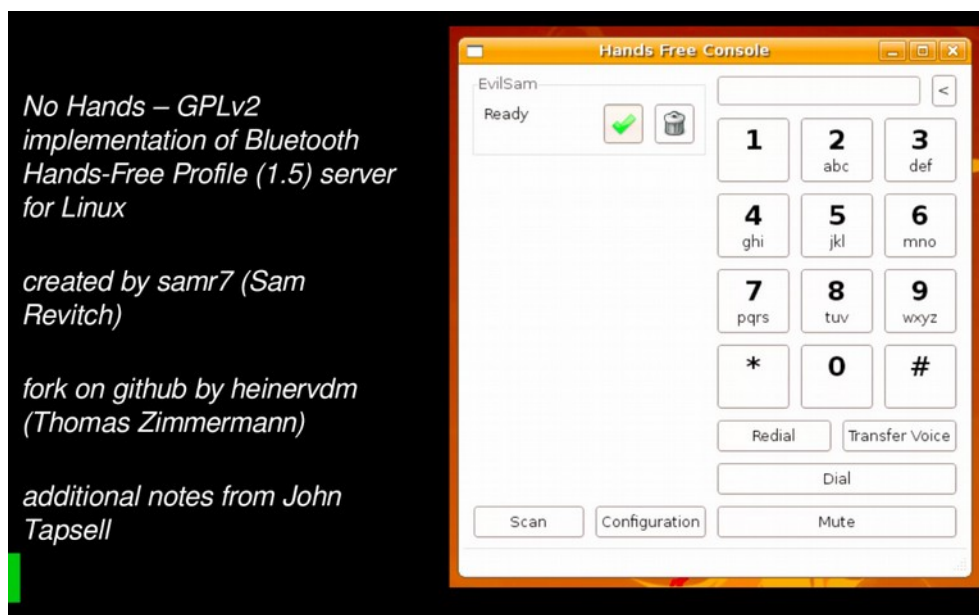 No Hands – GPLv2
implementation of Bluetooth
Hands-Free Profile (1.5) server
for Linux
created by samr7 (Sam
Revitch)
fork on github by heinervdm
(Thomas Zimmermann)
additional notes from John
Tapsell
Hands Free Console
EvilSam
Ready
<
1
2
3
abc
def
4
5
6
ghi
jkl
mno
7
8
9
pqrs
tuv
wxyz
*
0
#
Redial
Transfer Voice
Dial
Scan
Configuration
Mute